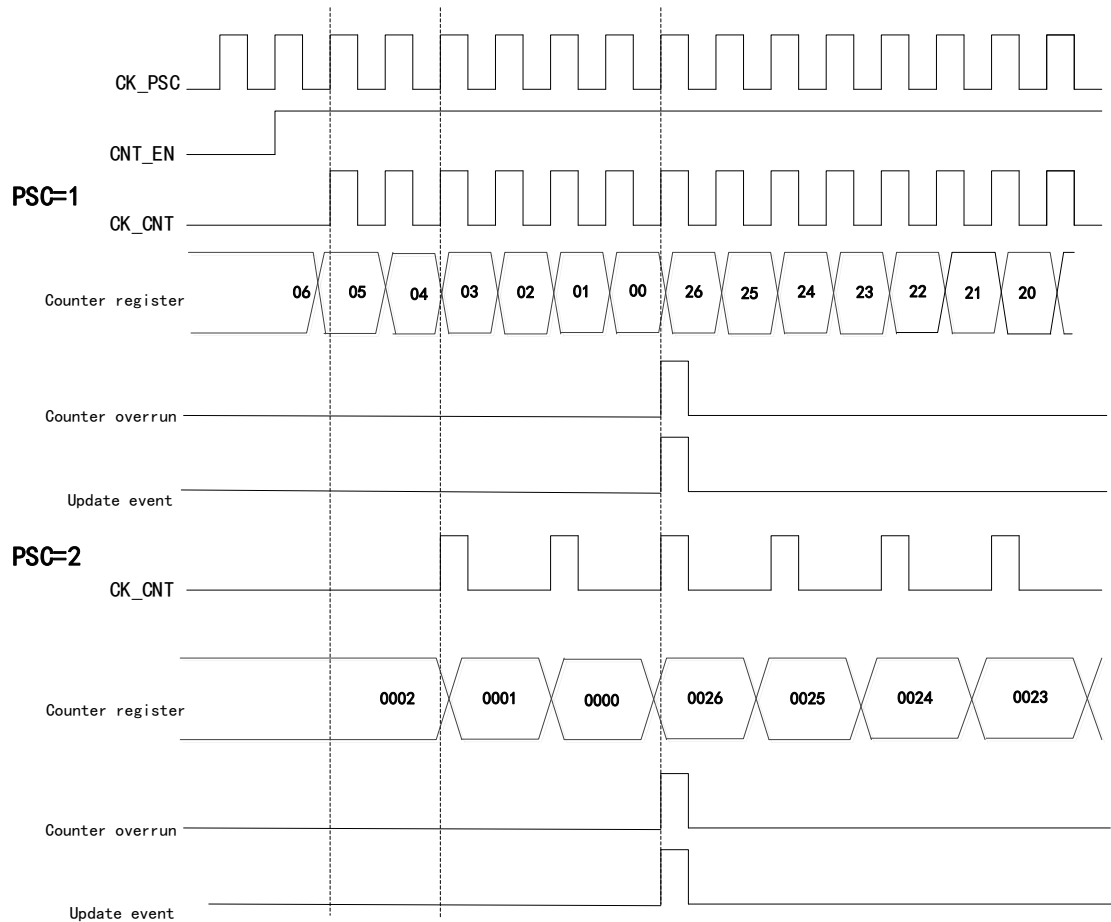 CK_PSC
CNT_EN
PSC=1
CK_CNT
Counter register 06 05 04 03 02 01 00 26 25 24 23 22 21 20
Counter overrun
Update event
PSC=2
CK_CNT
Counter register 0002 0001 0000 0026 0025 0024 0023
Counter overrun
Update event